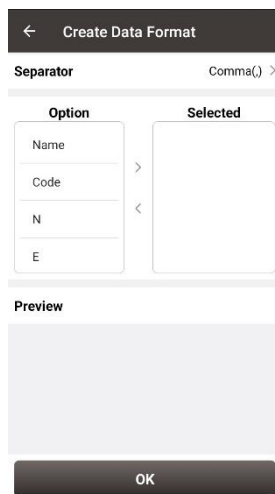 Create Data Format
Separator
Comma(,)
Option
Selected
Name
Code
N
E
Preview
OK